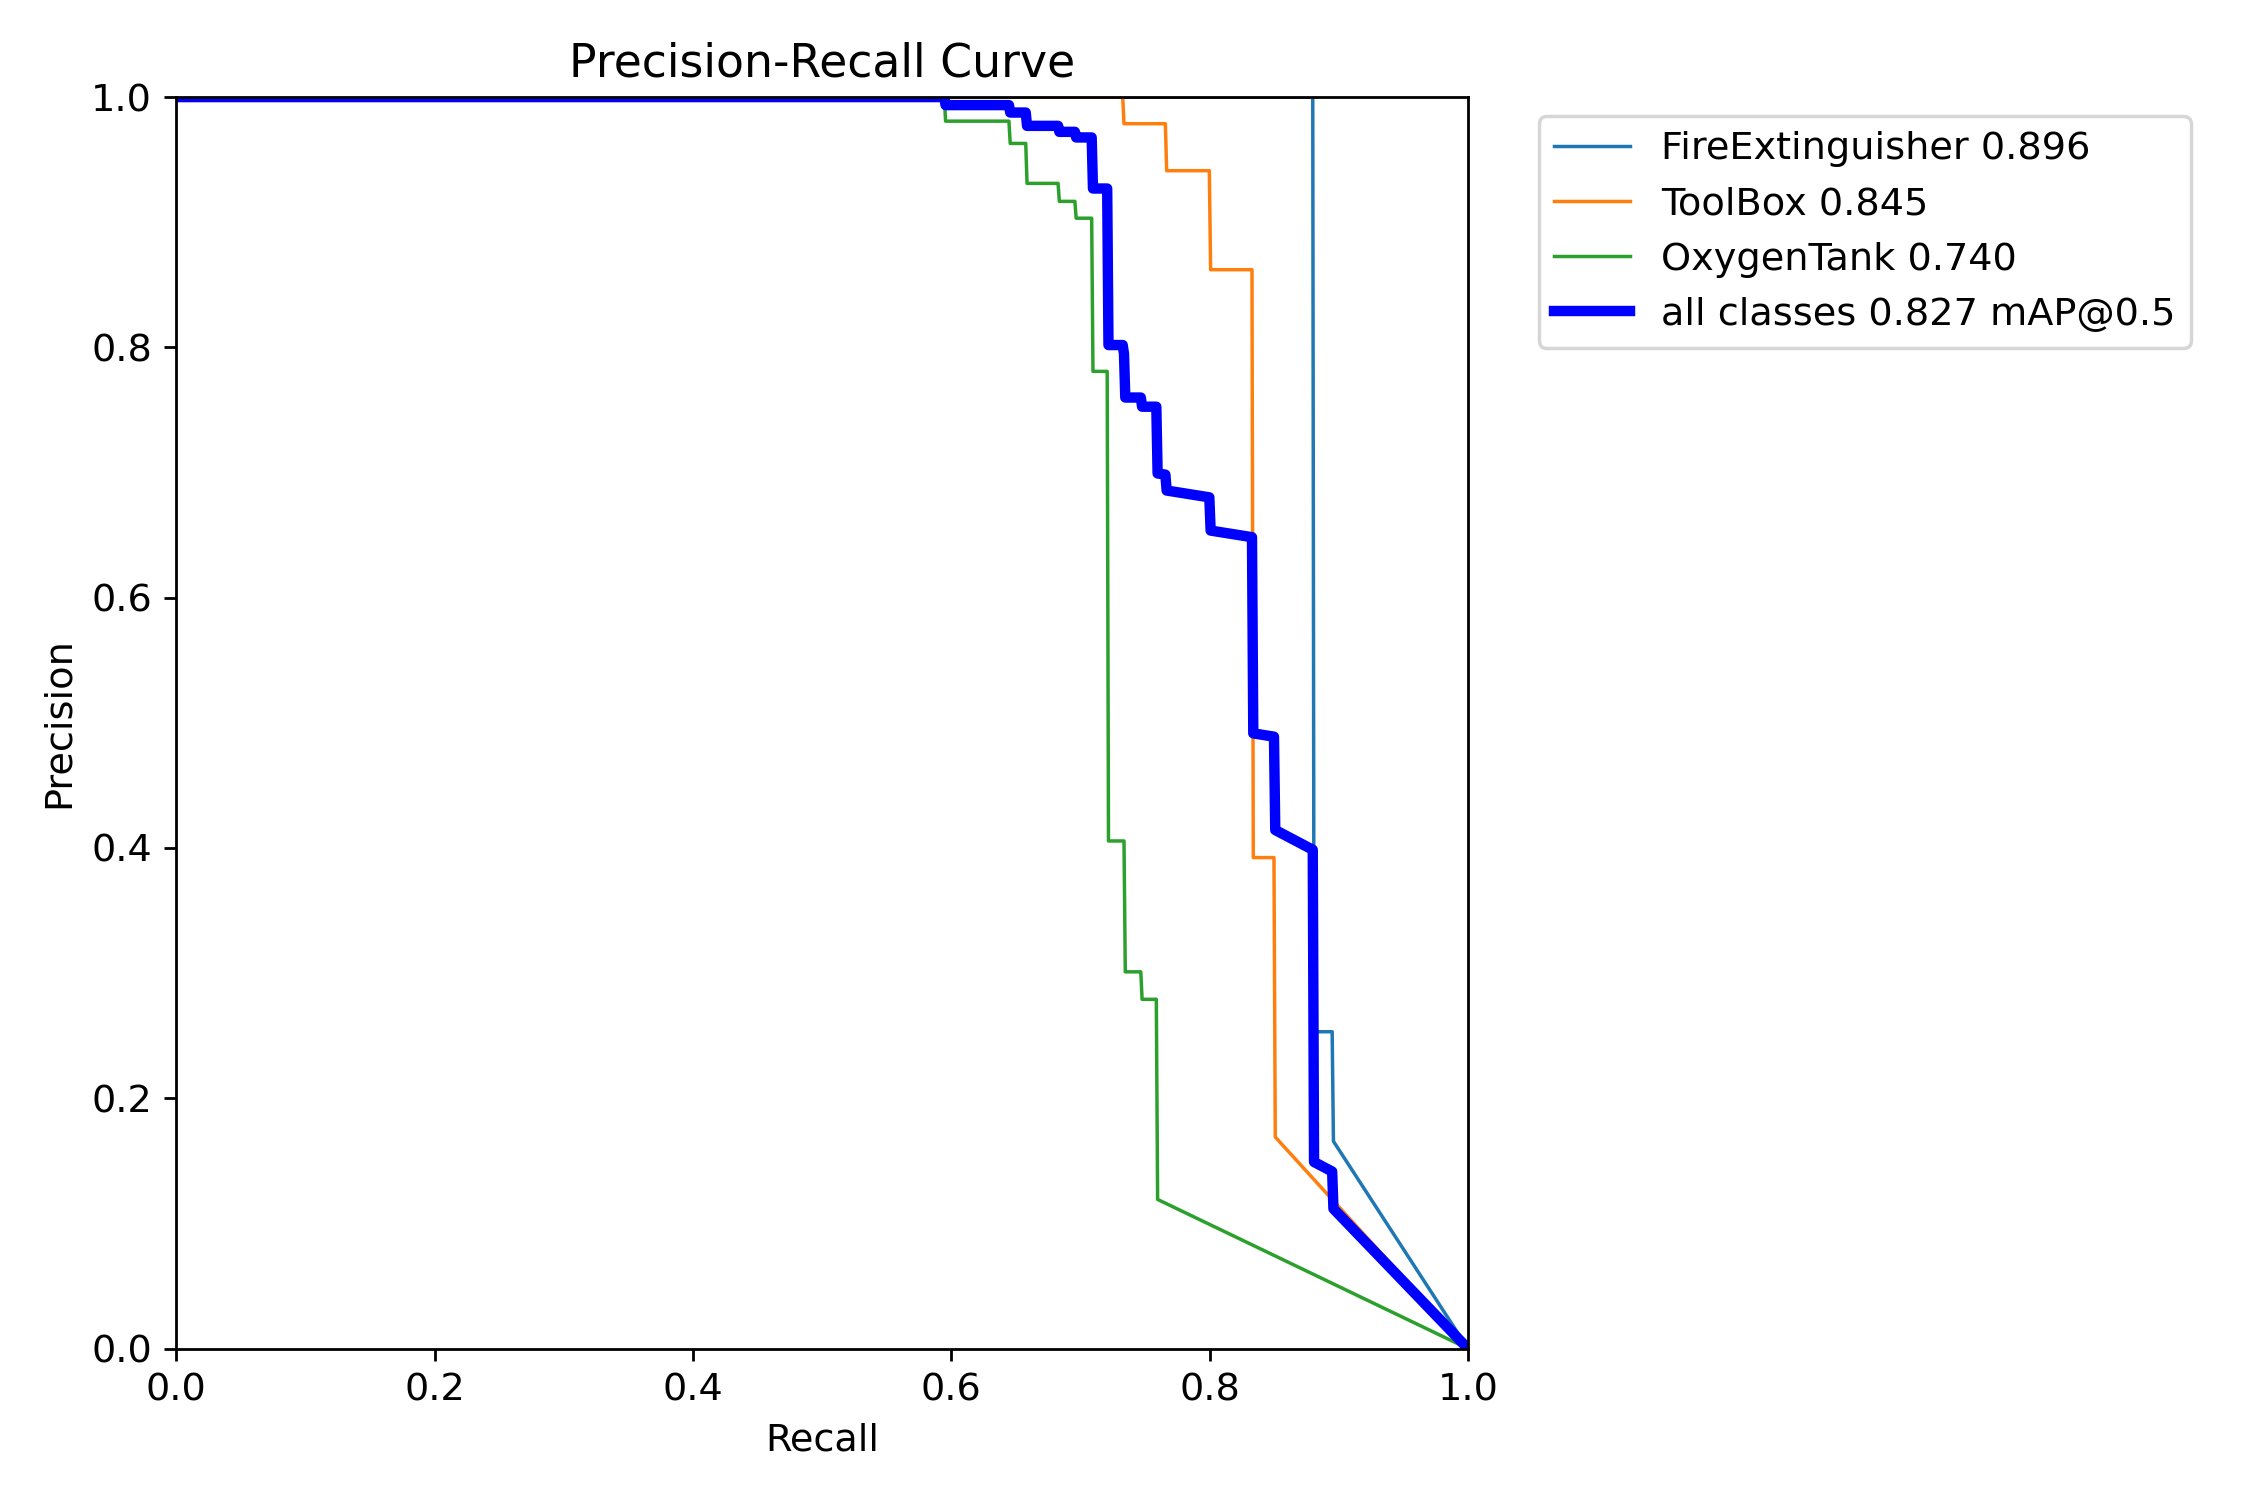 Precision-Recall Curve
1.0
0.8
0.6
0.4
0.2
0.0
Precision
0.0 0.2 0.4 0.6 0.8 1.0
Recall
FireExtinguisher 0.896
ToolBox 0.845
OxygenTank 0.740
all classes 0.827 mAP@0.5